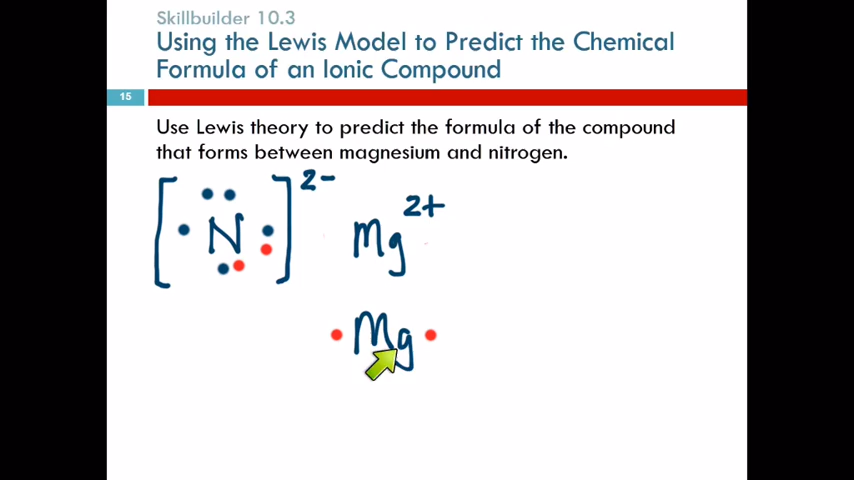 Skillbuilder 10.3
Using the Lewis Model to Predict the Chemical
Formula of an Ionic Compound
15
Use Lewis theory to predict the formula of the compound
that forms between magnesium and nitrogen.
[N]2- Mg2+
Mg